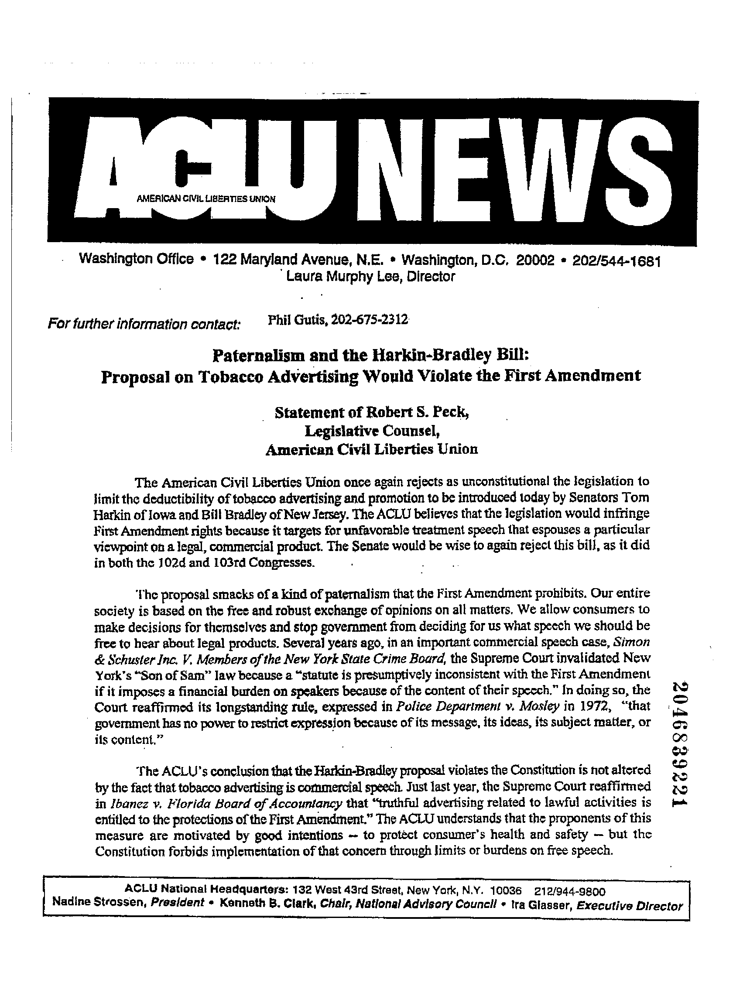 ACLU NEWS
AMERICAN CIVIL LIBERTIES UNION
Washington Office • 122 Maryland Avenue, N.E. • Washington, D.C. 20002 • 202/544-1681
Laura Murphy Lee, Director
For further information contact: Phil Gutis, 202-675-2312
Paternalism and the Harkin-Bradley Bill:
Proposal on Tobacco Advertising Would Violate the First Amendment
Statement of Robert S. Peck,
Legislative Counsel,
American Civil Liberties Union
The American Civil Liberties Union once again rejects as unconstitutional the legislation to
limit the deductibility of tobacco advertising and promotion to be introduced today by Senators Tom
Harkin of Iowa and Bill Bradley of New Jersey. The ACLU believes that the legislation would infringe
First Amendment rights because it targets for unfavorable treatment speech that espouses a particular
viewpoint on a legal, commercial product. The Senate would be wise to again reject this bill, as it did
in both the 102d and 103rd Congresses.
The proposal smacks of a kind of paternalism that the First Amendment prohibits. Our entire
society is based on the free and robust exchange of opinions on all matters. We allow consumers to
make decisions for themselves and stop government from deciding for us what speech we should be
free to hear about legal products. Several years ago, in an important commercial speech case, Simon
& Schuster Inc. V. Members of the New York State Crime Board, the Supreme Court invalidated New
York's "Son of Sam" law because a "statute is presumptively inconsistent with the First Amendment
if it imposes a financial burden on speakers because of the content of their speech." In doing so, the
Court reaffirmed its longstanding rule, expressed in Police Department v. Mosley in 1972, "that
government has no power to restrict expression because of its message, its ideas, its subject matter, or
its content."
The ACLU's conclusion that the Harkin-Bradley proposal violates the Constitution is not altered
by the fact that tobacco advertising is commercial speech. Just last year, the Supreme Court reaffirmed
in Ibanez v. Florida Board of Accountancy that "truthful advertising related to lawful activities is
entitled to the protections of the First Amendment." The ACLU understands that the proponents of this
measure are motivated by good intentions -- to protect consumer's health and safety -- but the
Constitution forbids implementation of that concern through limits or burdens on free speech.
2046839221
ACLU National Headquarters: 132 West 43rd Street, New York, N.Y. 10036 212/944-9800
Nadine Strossen, President • Kenneth B. Clark, Chair, National Advisory Council • Ira Glasser, Executive Director